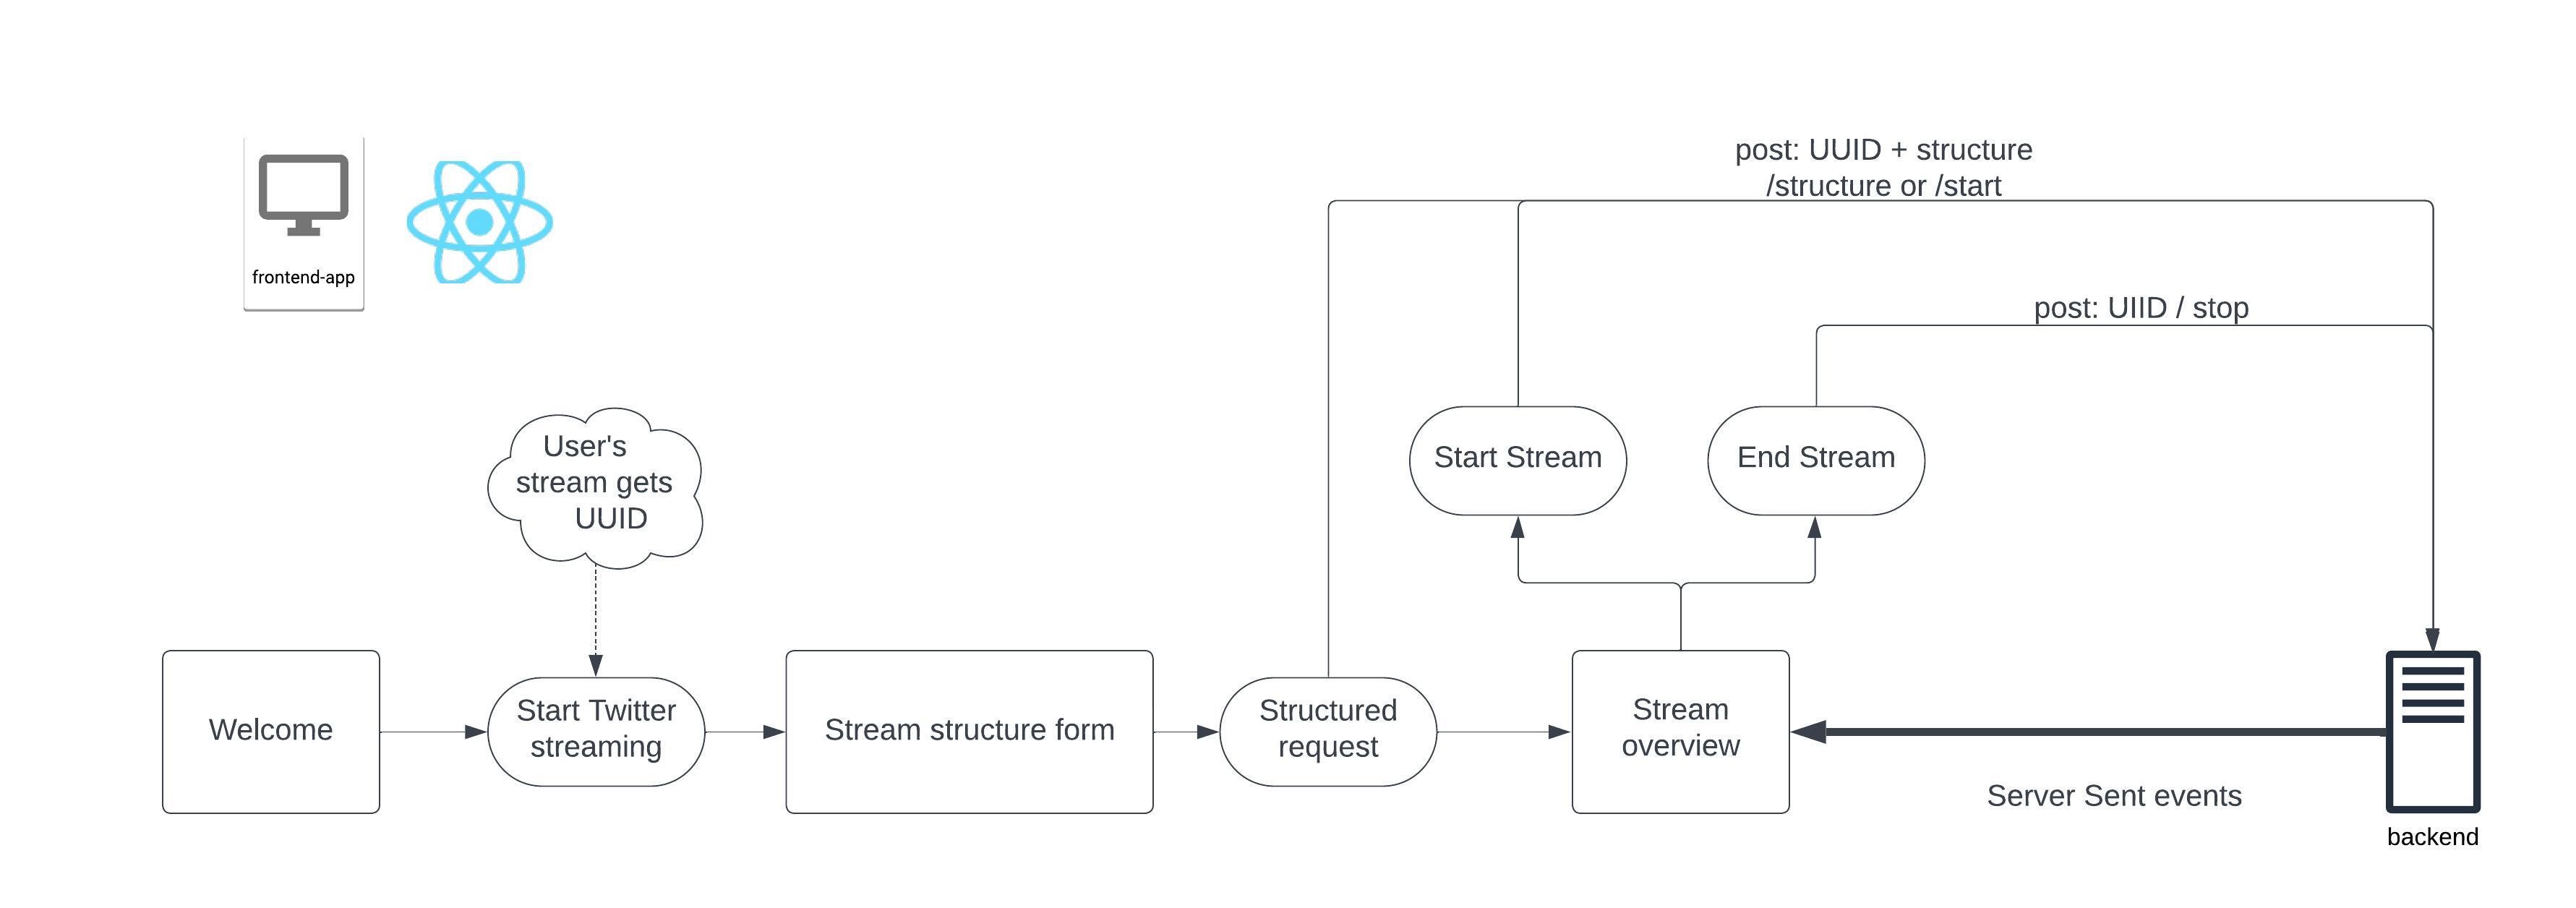 post: UUID + structure
/structure or /start
frontend-app
post: UIID / stop
User's
stream gets
UUID
Start Stream
End Stream
Welcome
Start Twitter
streaming
Stream structure form
Structured
request
Stream
overview
Server Sent events
backend